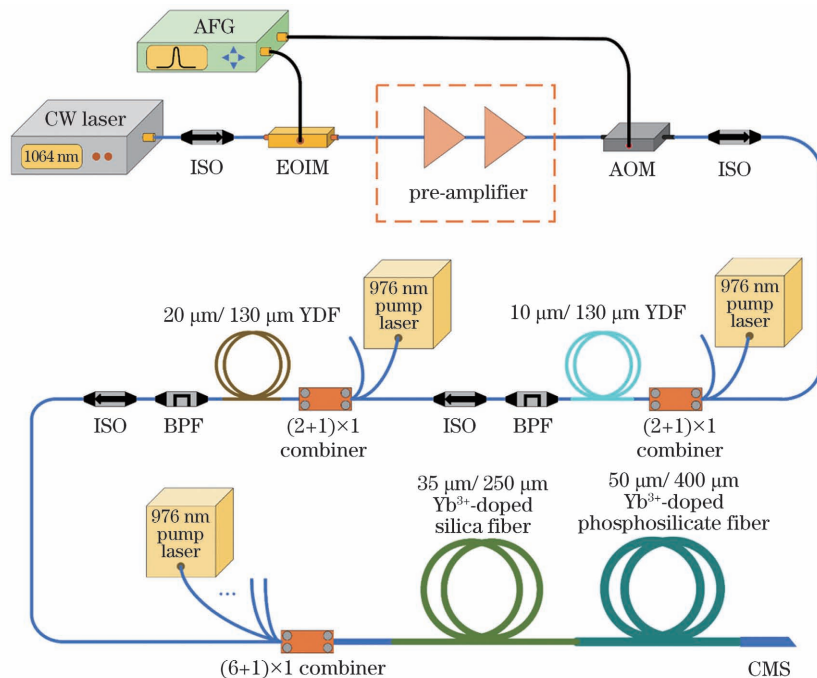 AFG
CW laser
1064 nm
ISO
EOIM
pre-amplifier
AOM
ISO
20 μm/ 130 μm YDF
976 nm
pump
laser
10 μm/ 130 μm YDF
976 nm
pump
laser
ISO
BPF
(2+1)×1
combiner
ISO
BPF
(2+1)×1
combiner
976 nm
pump
laser
...
(6+1)×1 combiner
35 μm/ 250 μm
Yb³⁺-doped
silica fiber
50 μm/ 400 μm
Yb³⁺-doped
phosphosilicate fiber
CMS